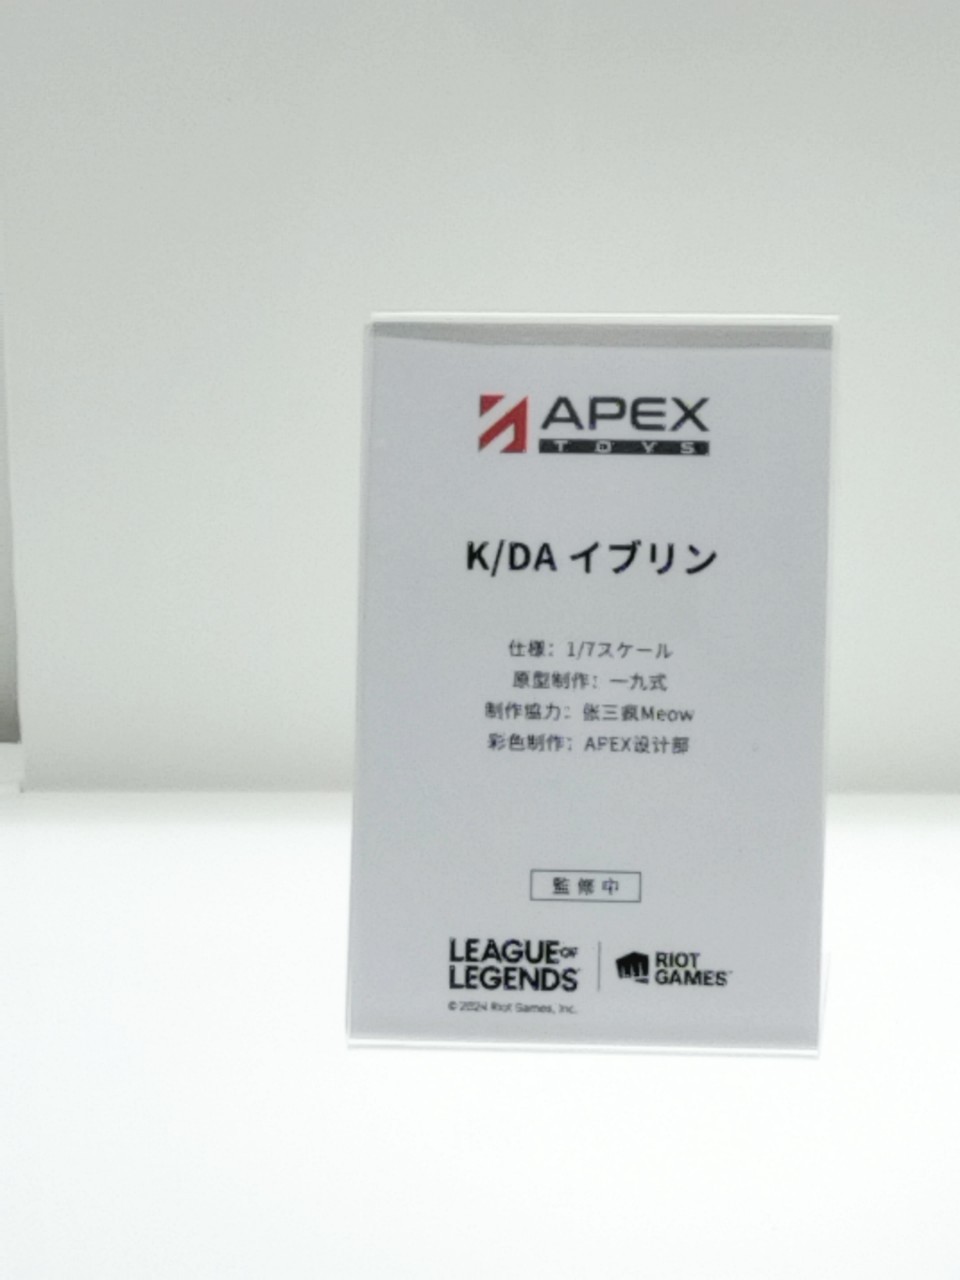 APEX
TOYS
K/DA イブリン
仕様：1/7スケール
原型制作：一九式
制作協力：张三疯Meow
彩色制作：APEX设计部
監修中
LEAGUE OF
LEGENDS
RIOT
GAMES
© 2024 Riot Games, Inc.